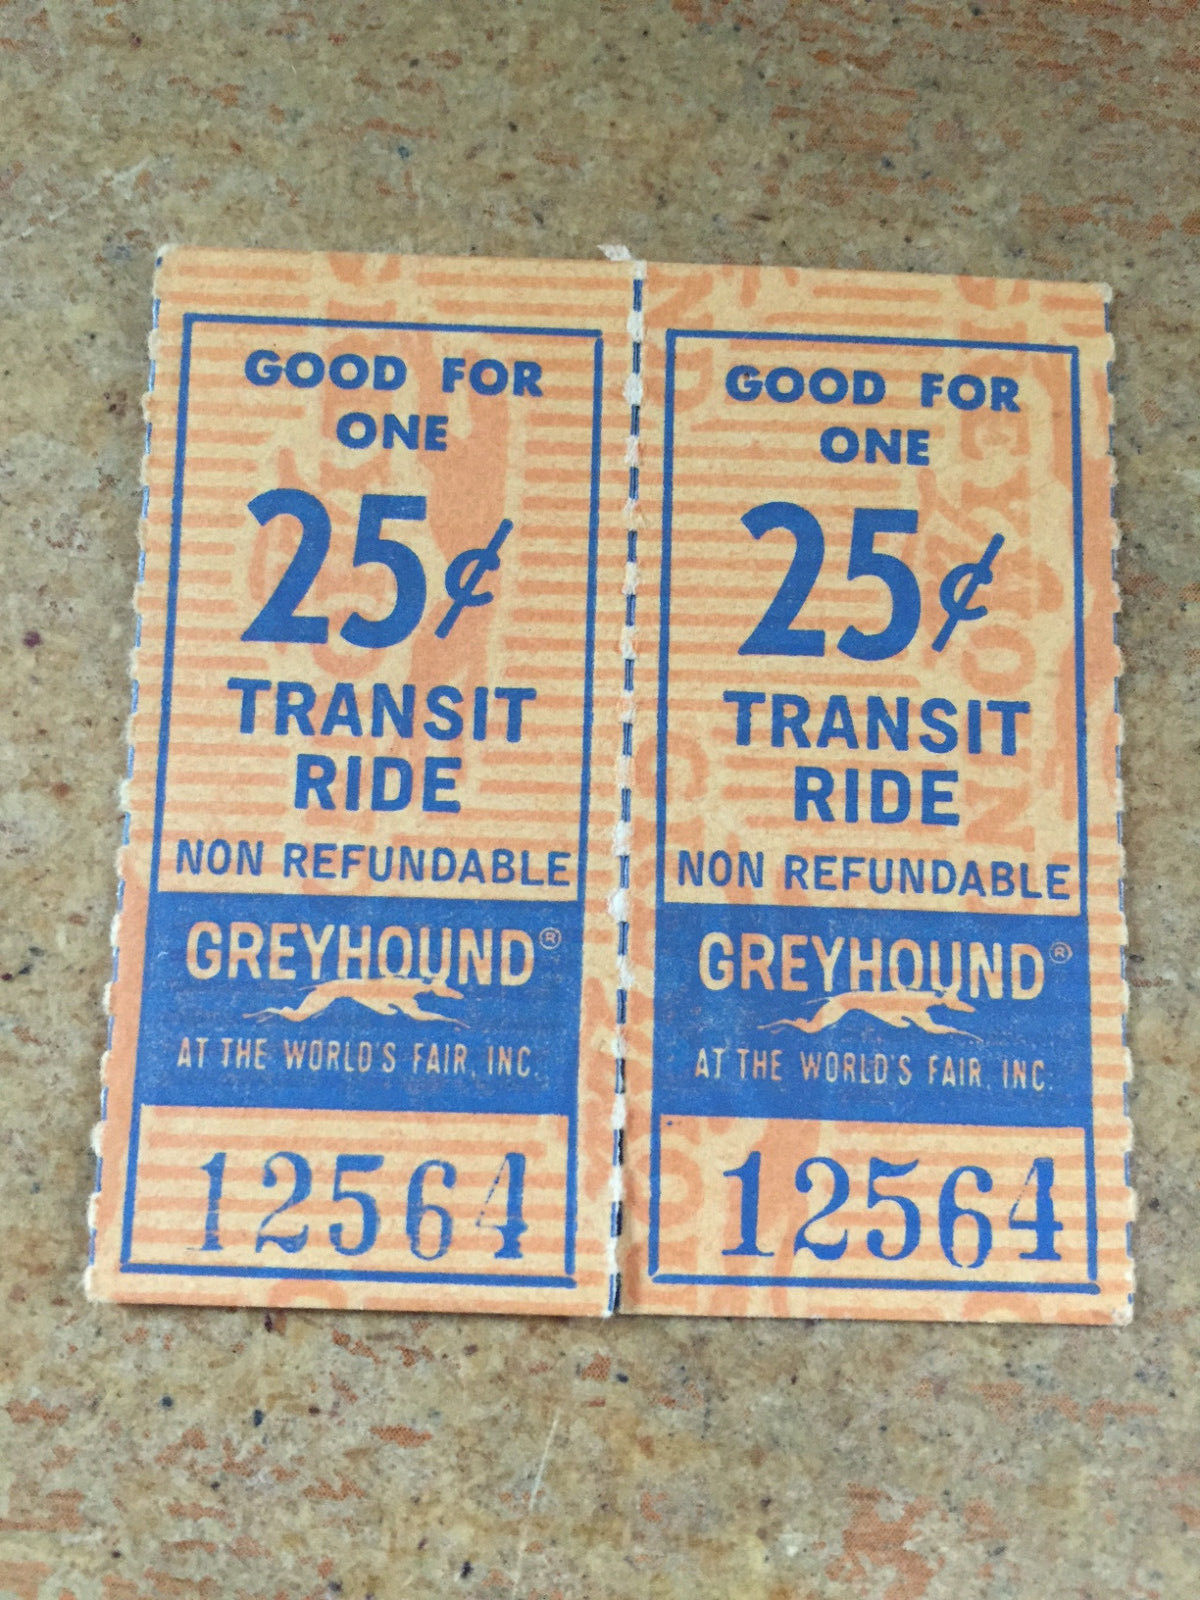 GOOD FOR
ONE
25¢
TRANSIT
RIDE
NON REFUNDABLE
GREYHOUND®
AT THE WORLD'S FAIR, INC.
12564
GOOD FOR
ONE
25¢
TRANSIT
RIDE
NON REFUNDABLE
GREYHOUND®
AT THE WORLD'S FAIR, INC.
12564